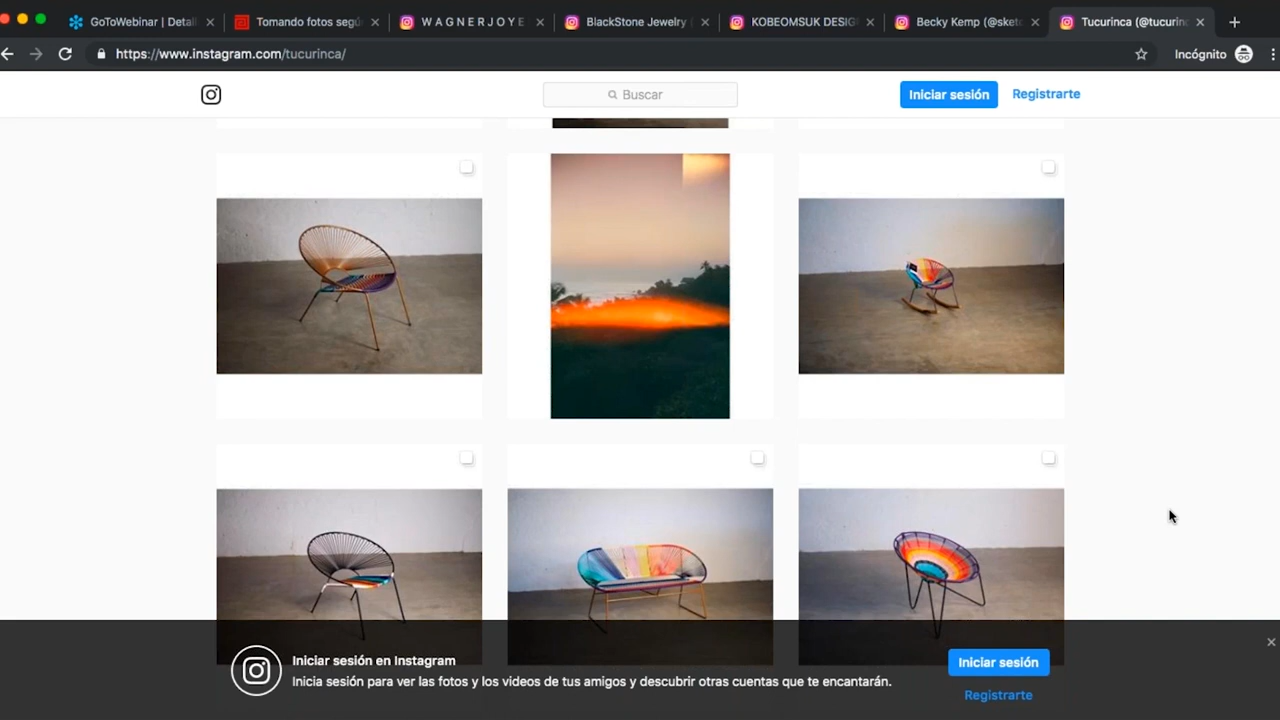 GoToWebinar | Detal
Tomando fotos segú
W A G N E R J O Y E
BlackStone Jewelry (
KOBEOMSUK DESIG
Becky Kemp (@sket
Tucurinca (@tucurin
https://www.instagram.com/tucurinca/
Incógnito
Buscar
Iniciar sesión
Registrarte
Iniciar sesión en Instagram
Inicia sesión para ver las fotos y los videos de tus amigos y descubrir otras cuentas que te encantarán.
Iniciar sesión
Registrarte